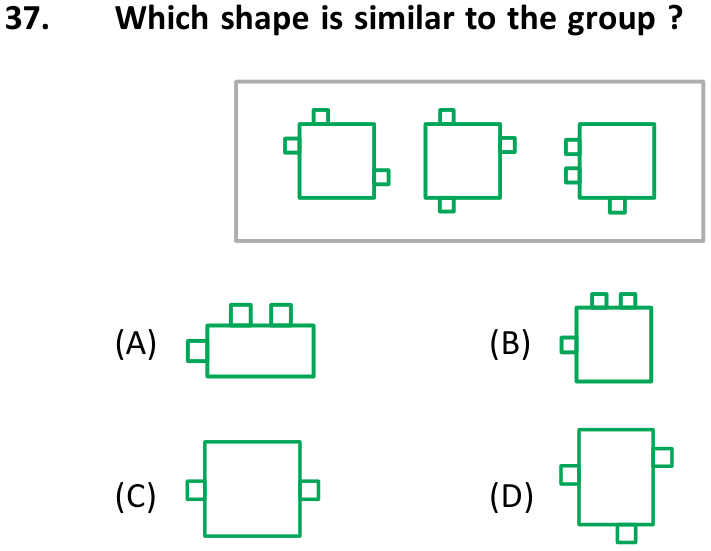 37. Which shape is similar to the group ?
(A) (B)
(C) (D)